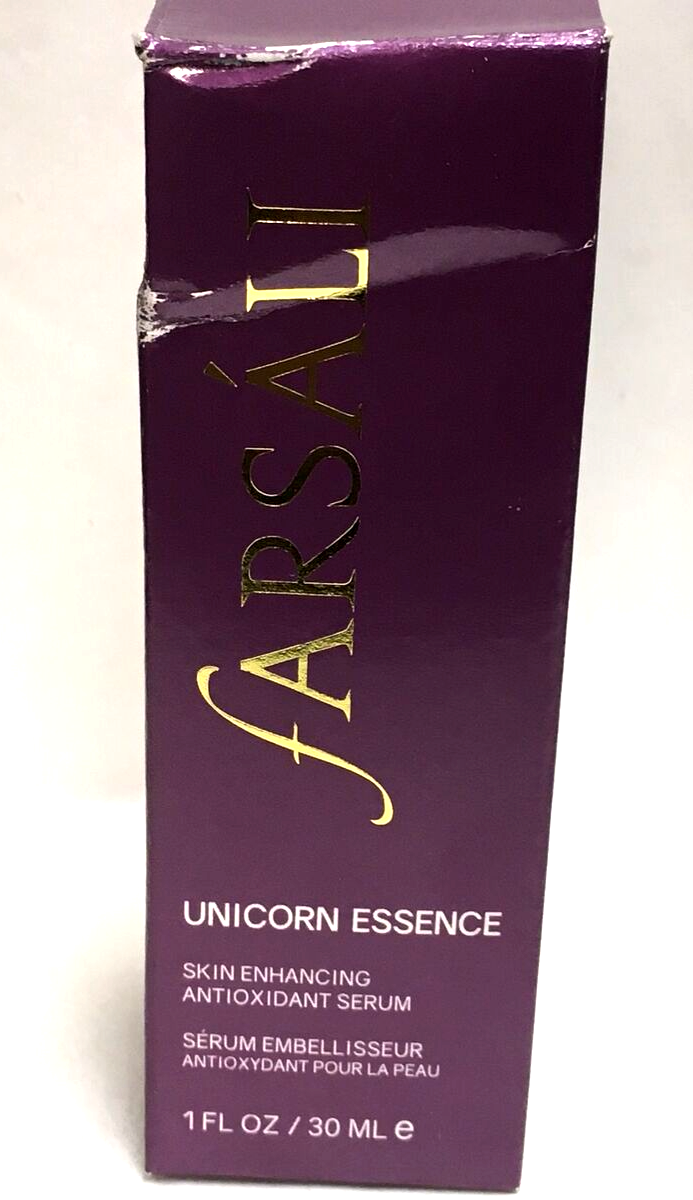 fARSÁLI
UNICORN ESSENCE
SKIN ENHANCING
ANTIOXIDANT SERUM
SÉRUM EMBELLISSEUR
ANTIOXYDANT POUR LA PEAU
1 FL OZ / 30 ML e